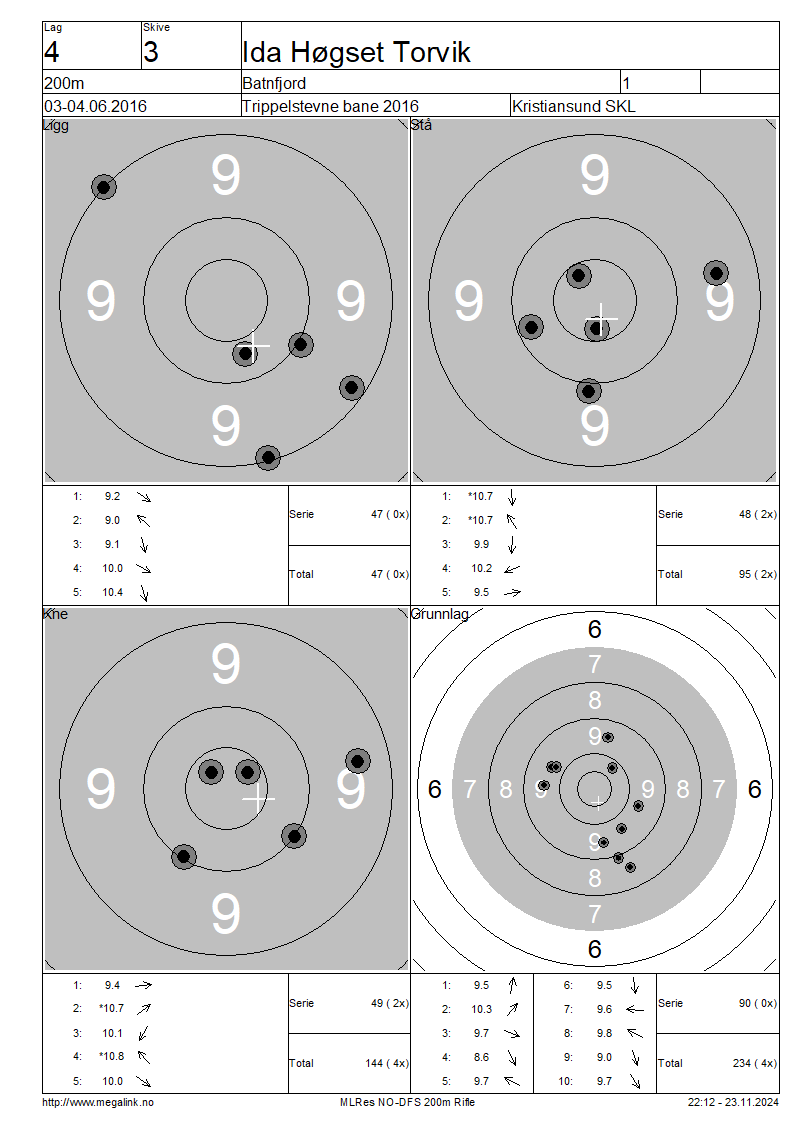 Lag
Skive
4
3
Ida Høgset Torvik
200m
Batnfjord
1
03-04.06.2016
Trippelstevne bane 2016
Kristiansund SKL
Ligg
9
9
9
9
1: 9.2
2: 9.0
3: 9.1
4: 10.0
5: 10.4
Serie 47 ( 0x)
Total 47 ( 0x)
Stå
9
9
9
9
1: *10.7
2: *10.7
3: 9.9
4: 10.2
5: 9.5
Serie 48 ( 2x)
Total 95 ( 2x)
Kne
9
9
9
9
1: 9.4
2: *10.7
3: 10.1
4: *10.8
5: 10.0
Serie 49 ( 2x)
Total 144 ( 4x)
Grunnlag
6
7
8
9
6 7 8 9 9 8 7 6
9
8
7
6
1: 9.5
2: 10.3
3: 9.7
4: 8.6
5: 9.7
6: 9.5
7: 9.6
8: 9.8
9: 9.0
10: 9.7
Serie 90 ( 0x)
Total 234 ( 4x)
http://www.megalink.no
MLRes NO-DFS 200m Rifle
22:12 - 23.11.2024